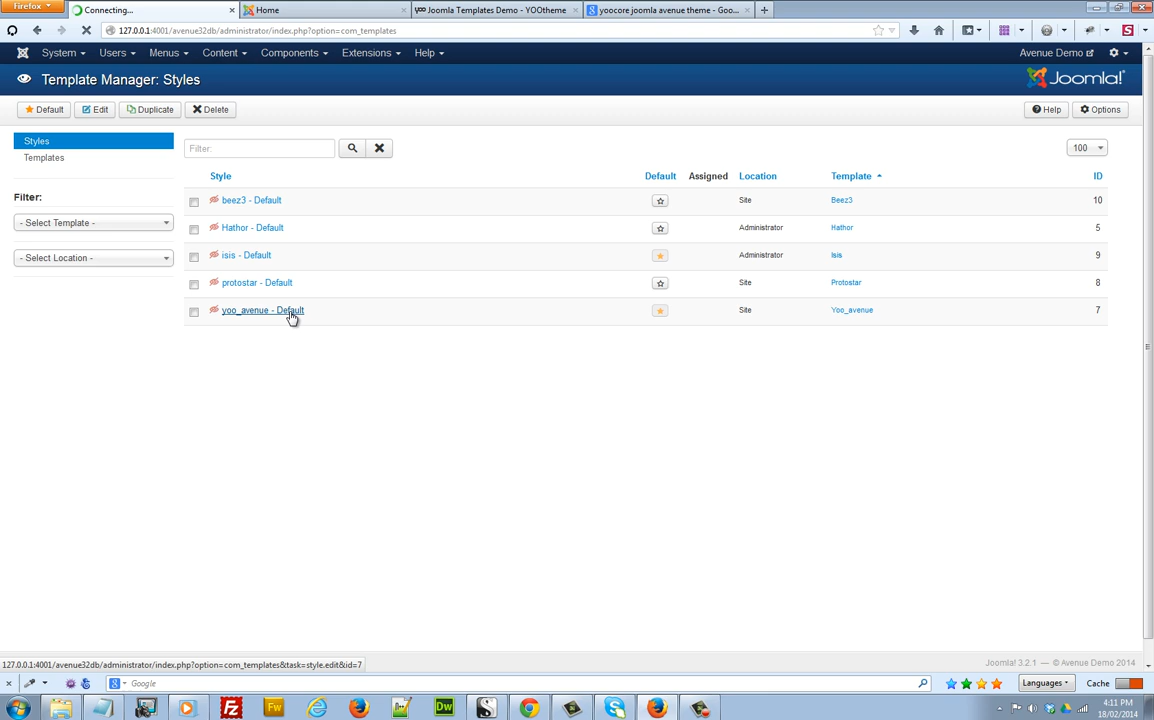 Firefox
Connecting...
Home
YOO Joomla Templates Demo - YOOtheme
yoocore joomla avenue theme - Goo...
127.0.0.1:4001/avenue32db/administrator/index.php?option=com_templates
System Users Menus Content Components Extensions Help
Avenue Demo
Template Manager: Styles
Joomla!®
Default Edit Duplicate Delete
Help Options
Styles
Templates
Filter:
- Select Template -
- Select Location -
Filter:
100
Style Default Assigned Location Template ID
beez3 - Default Site Beez3 10
Hathor - Default Administrator Hathor 5
isis - Default Administrator Isis 9
protostar - Default Site Protostar 8
yoo_avenue - Default Site Yoo_avenue 7
127.0.0.1:4001/avenue32db/administrator/index.php?option=com_templates&task=style.edit&id=7
Joomla! 3.2.1 — © Avenue Demo 2014
Google
Languages
Cache
Fz
Fw
Dw
4:11 PM
18/02/2014